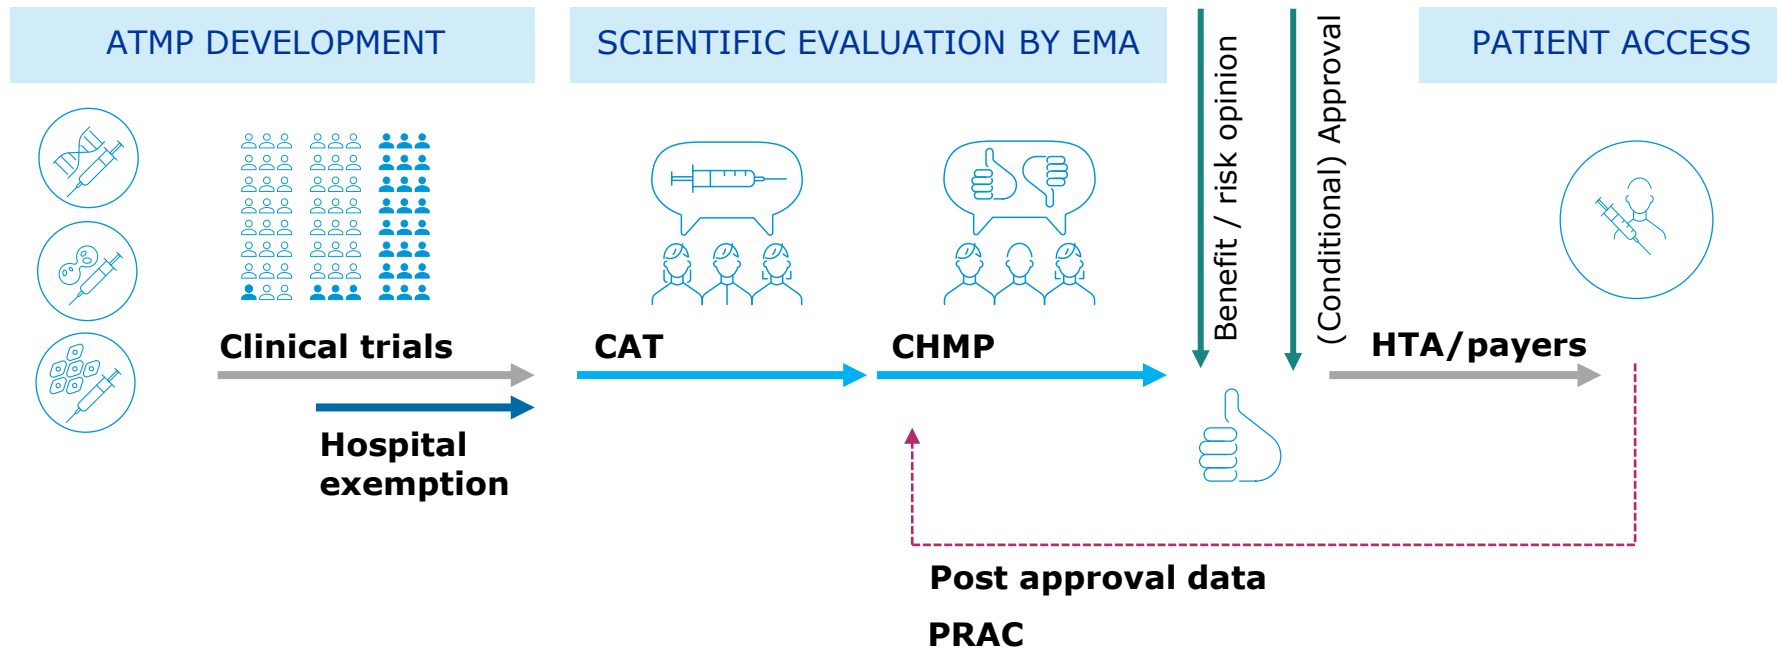 ATMP DEVELOPMENT
SCIENTIFIC EVALUATION BY EMA
Benefit / risk opinion
(Conditional) Approval
PATIENT ACCESS
Clinical trials
CAT
CHMP
HTA/payers
Hospital
exemption
Post approval data
PRAC